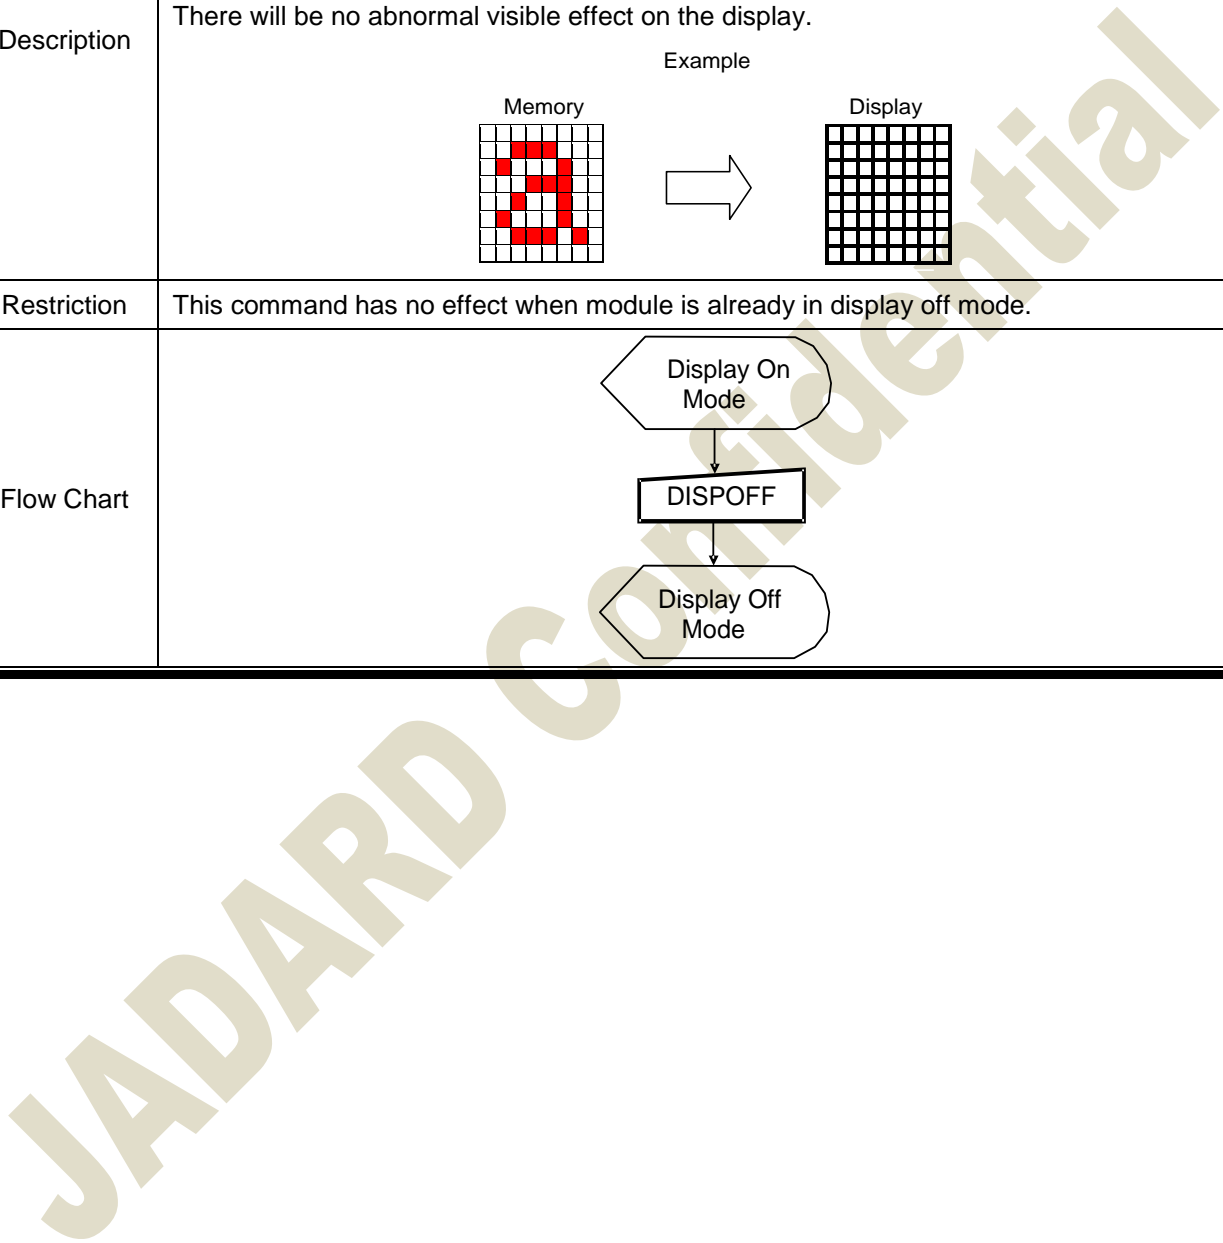 Description
There will be no abnormal visible effect on the display.
Example
Memory
Display
Restriction
This command has no effect when module is already in display off mode.
Flow Chart
Display On
Mode
DISPOFF
Display Off
Mode
JADARD Confidential